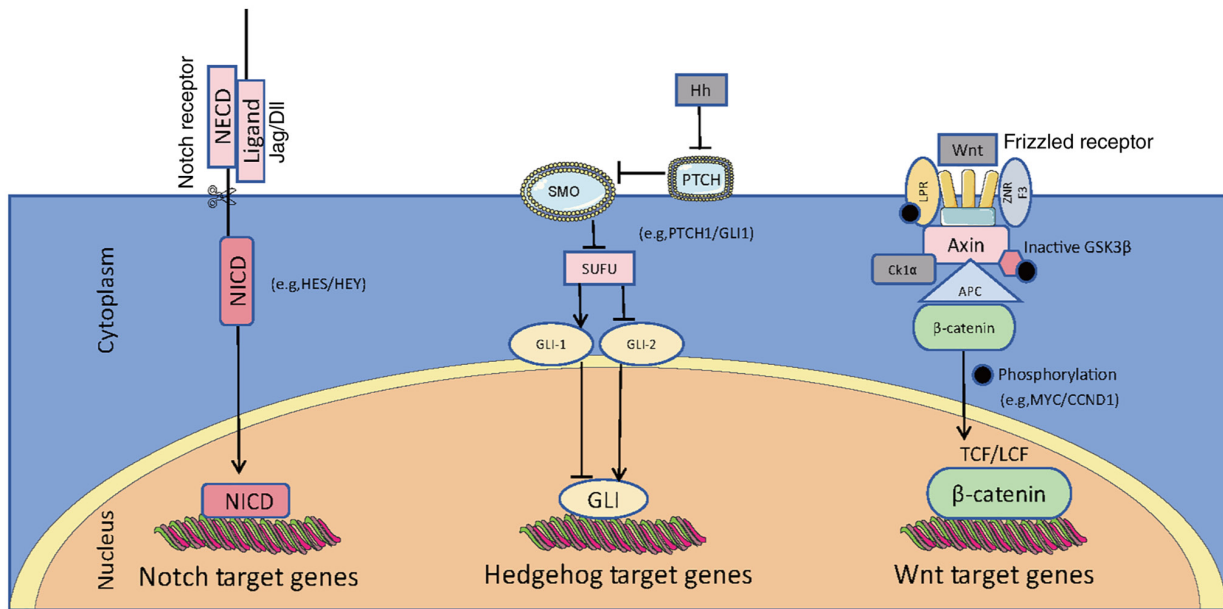 Notch receptor
NECD
Ligand
Jag/Dll
NICD
(e.g,HES/HEY)
NICD
Notch target genes
Cytoplasm
Nucleus
Hh
PTCH
SMO
(e.g,PTCH1/GLI1)
SUFU
GLI-1
GLI-2
GLI
Hedgehog target genes
Wnt
Frizzled receptor
LPR
ZNR
F3
Axin
Inactive GSK3β
Ck1α
APC
β-catenin
Phosphorylation
(e.g,MYC/CCND1)
TCF/LCF
β-catenin
Wnt target genes